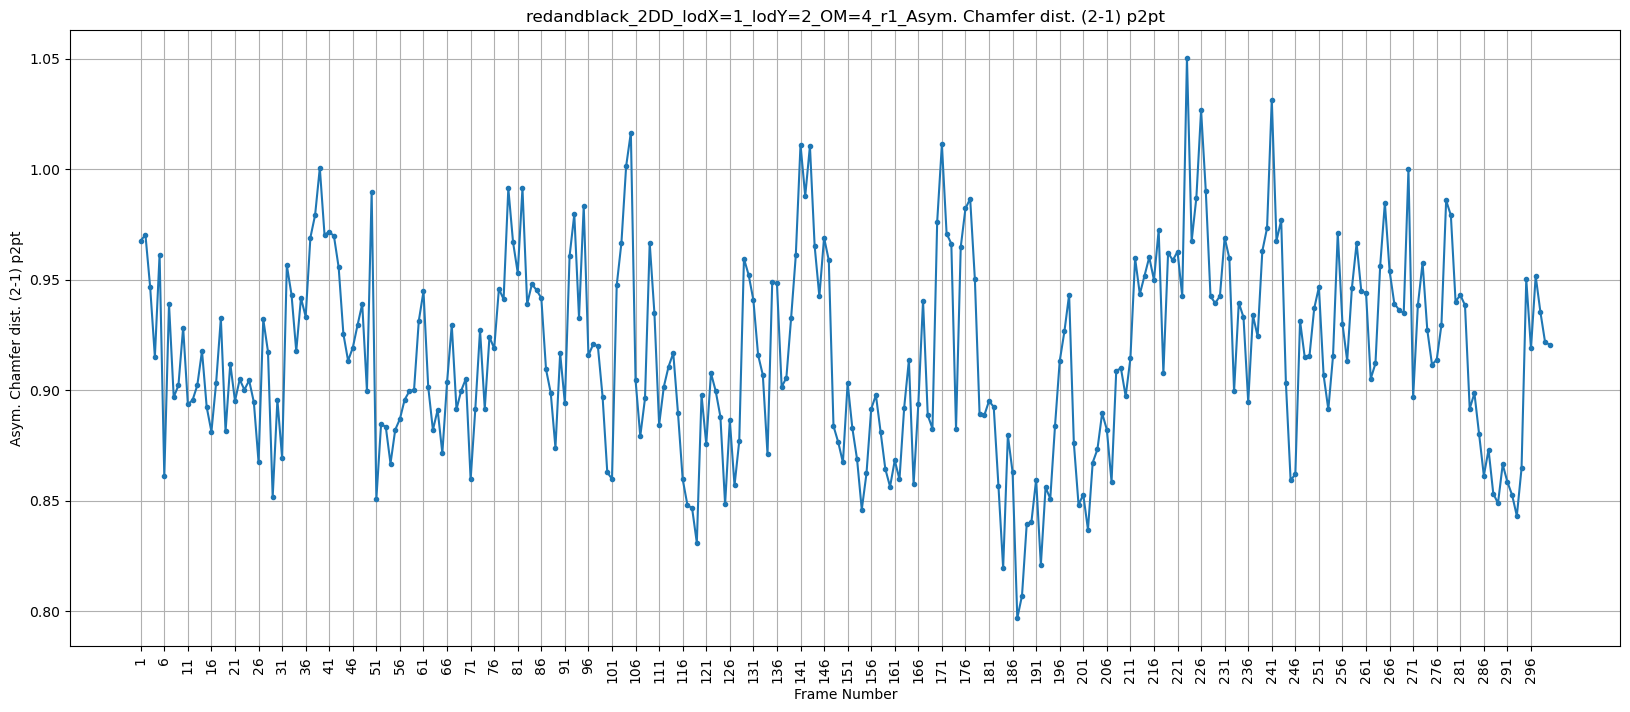 redandblack_2DD_lodX=1_lodY=2_OM=4_r1_Asym. Chamfer dist. (2-1) p2pt
Asym. Chamfer dist. (2-1) p2pt
1.05
1.00
0.95
0.90
0.85
0.80
1 6 11 16 21 26 31 36 41 46 51 56 61 66 71 76 81 86 91 96 101 106 111 116 121 126 131 136 141 146 151 156 161 166 171 176 181 186 191 196 201 206 211 216 221 226 231 236 241 246 251 256 261 266 271 276 281 286 291 296
Frame Number